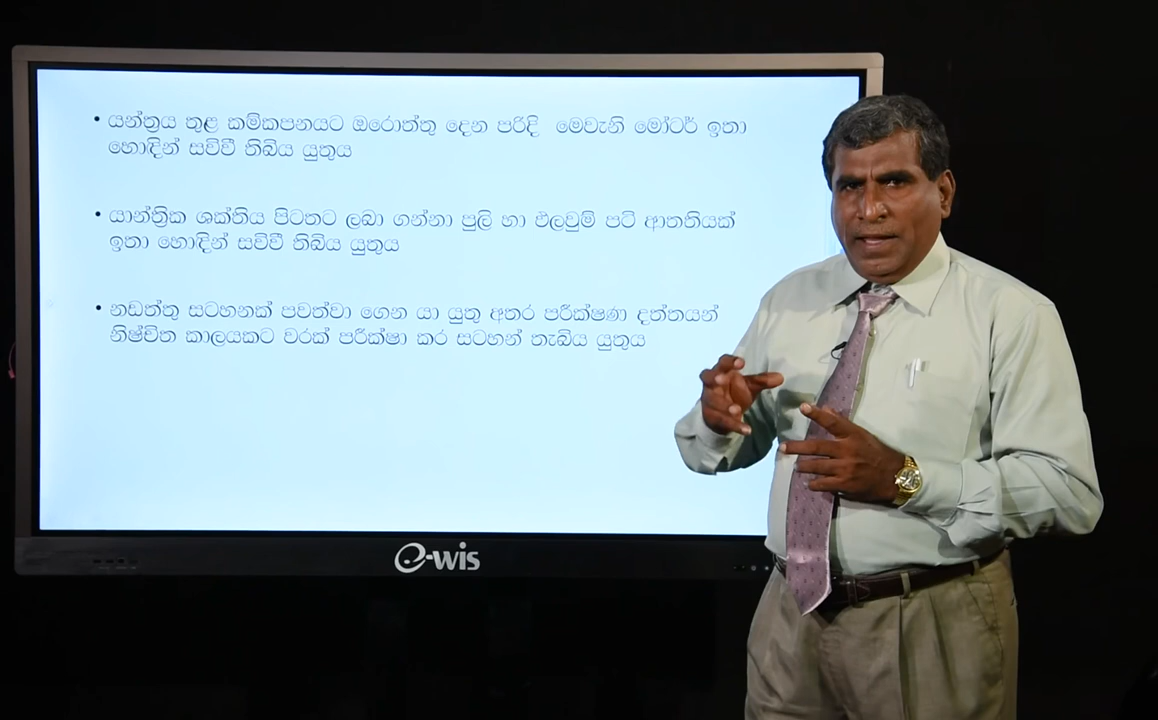 • යන්ත්‍රය තුළ කම්කපනයට ඔරොත්තු දෙන පරිදි මෙවැනි මෝටර් ඉතා
හොඳින් සවිවී තිබිය යුතුය
• යාන්ත්‍රික ශක්තිය පිටතට ලබා ගන්නා පුලි හා එලවුම් පටි ආතතියක්
ඉතා හොඳින් සවිවී තිබිය යුතුය
• නඩත්තු සටහනක් පවත්වා ගෙන යා යුතු අතර පරීක්ෂණ දත්තයන්
නිෂ්චිත කාලයකට වරක් පරීක්ෂා කර සටහන් තැබිය යුතුය
e-wis